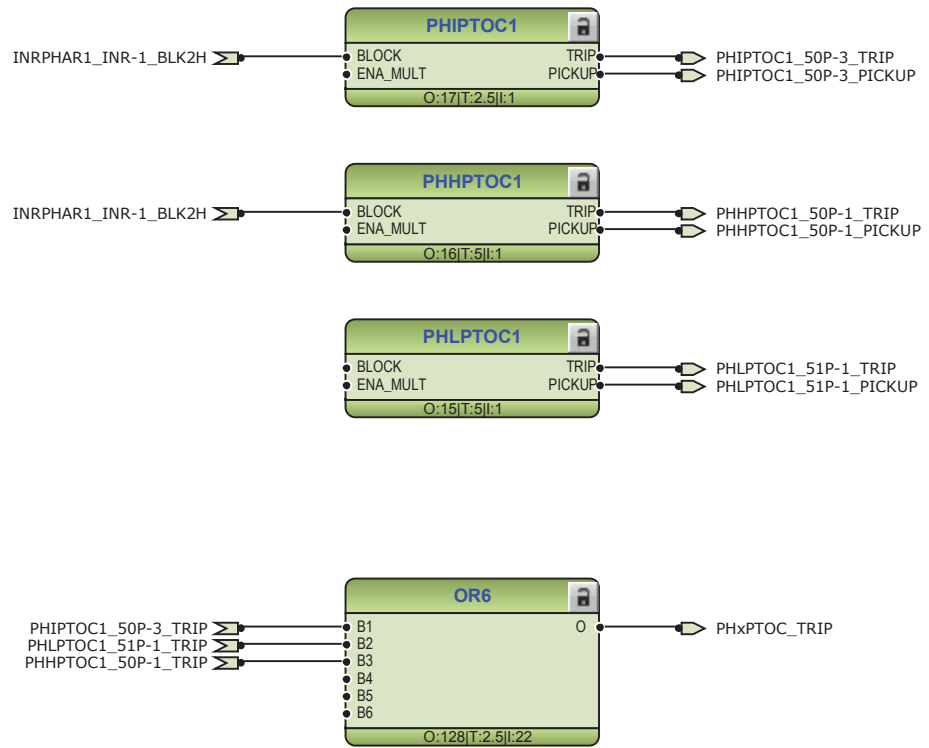 PHIPTOC1
INRPHAR1_INR-1_BLK2H
BLOCK
TRIP
PHIPTOC1_50P-3_TRIP
ENA_MULT
PICKUP
PHIPTOC1_50P-3_PICKUP
O:17|T:2.5|I:1
PHHPTOC1
INRPHAR1_INR-1_BLK2H
BLOCK
TRIP
PHHPTOC1_50P-1_TRIP
ENA_MULT
PICKUP
PHHPTOC1_50P-1_PICKUP
O:16|T:5|I:1
PHLPTOC1
BLOCK
TRIP
PHLPTOC1_51P-1_TRIP
ENA_MULT
PICKUP
PHLPTOC1_51P-1_PICKUP
O:15|T:5|I:1
OR6
PHIPTOC1_50P-3_TRIP
B1
O
PHxPTOC_TRIP
PHLPTOC1_51P-1_TRIP
B2
PHHPTOC1_50P-1_TRIP
B3
B4
B5
B6
O:128|T:2.5|I:22